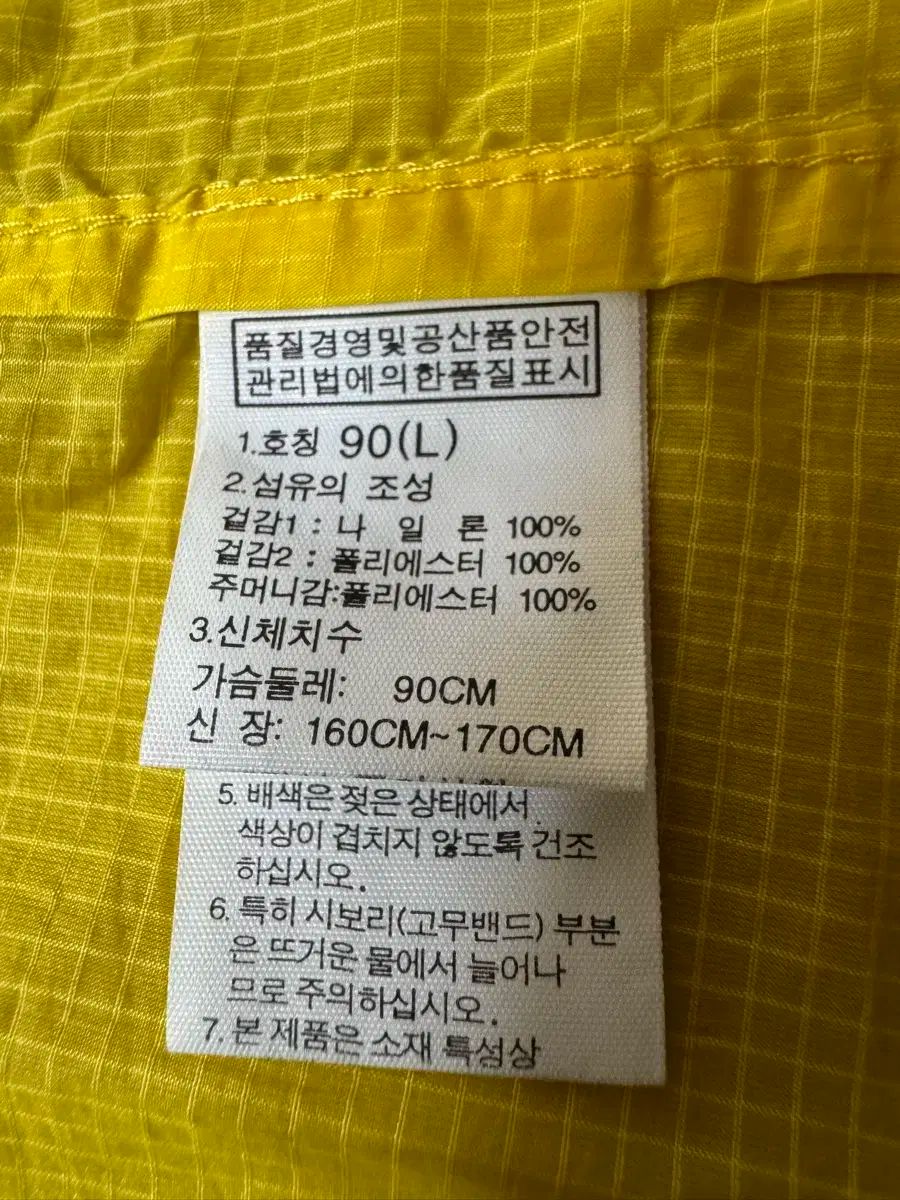 품질경영및공산품안전
관리법에의한품질표시
1.호칭 90(L)
2.섬유의 조성
겉감1 : 나 일 론 100%
겉감2 : 폴리에스터 100%
주머니감:폴리에스터 100%
3.신체치수
가슴둘레: 90CM
신 장: 160CM~170CM
5. 배색은 젖은 상태에서
색상이 겹치지 않도록 건조
하십시오.
6. 특히 시보리(고무밴드) 부분
은 뜨거운 물에서 늘어나
므로 주의하십시오.
7. 본 제품은 소재 특성상